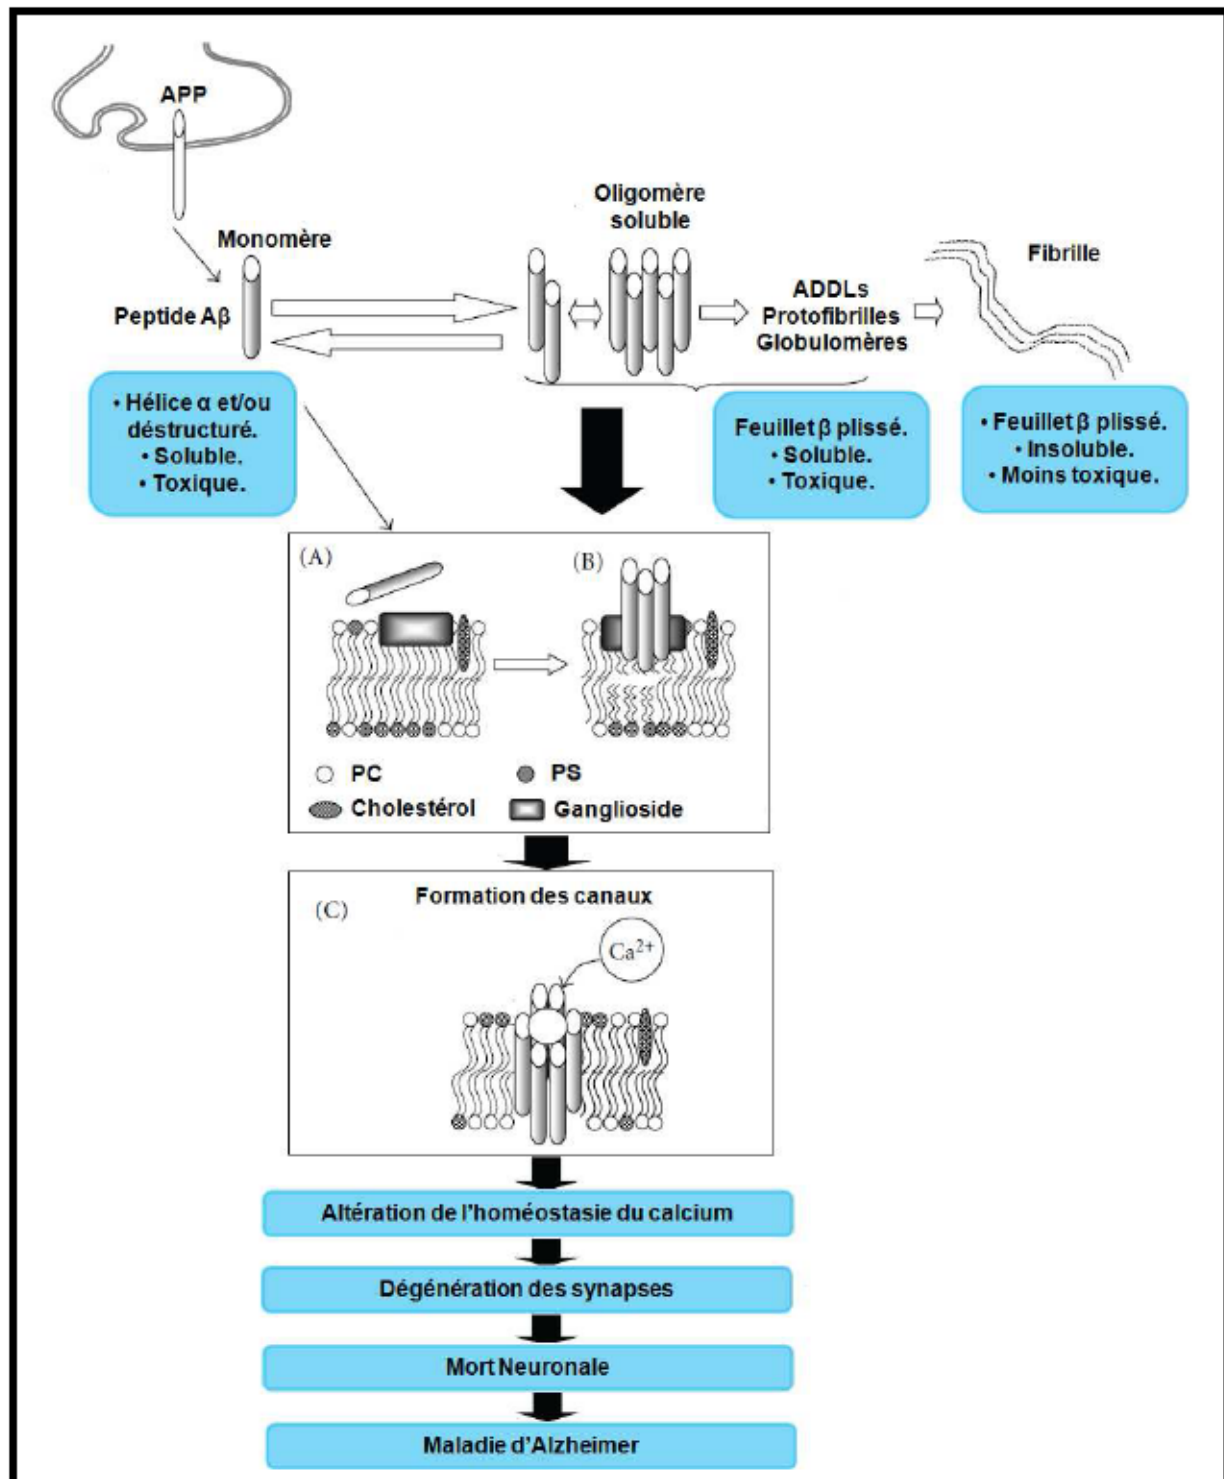 APP
Monomère
Peptide Aβ
Oligomère
soluble
ADDLs
Protofibrilles
Globulomères
Fibrille
• Hélice α et/ou
déstructuré.
• Soluble.
• Toxique.
Feuillet β plissé.
• Soluble.
• Toxique.
• Feuillet β plissé.
• Insoluble.
• Moins toxique.
(A)
(B)
PC
PS
Cholestérol
Ganglioside
Formation des canaux
(C)
Ca²⁺
Altération de l'homéostasie du calcium
Dégénération des synapses
Mort Neuronale
Maladie d'Alzheimer